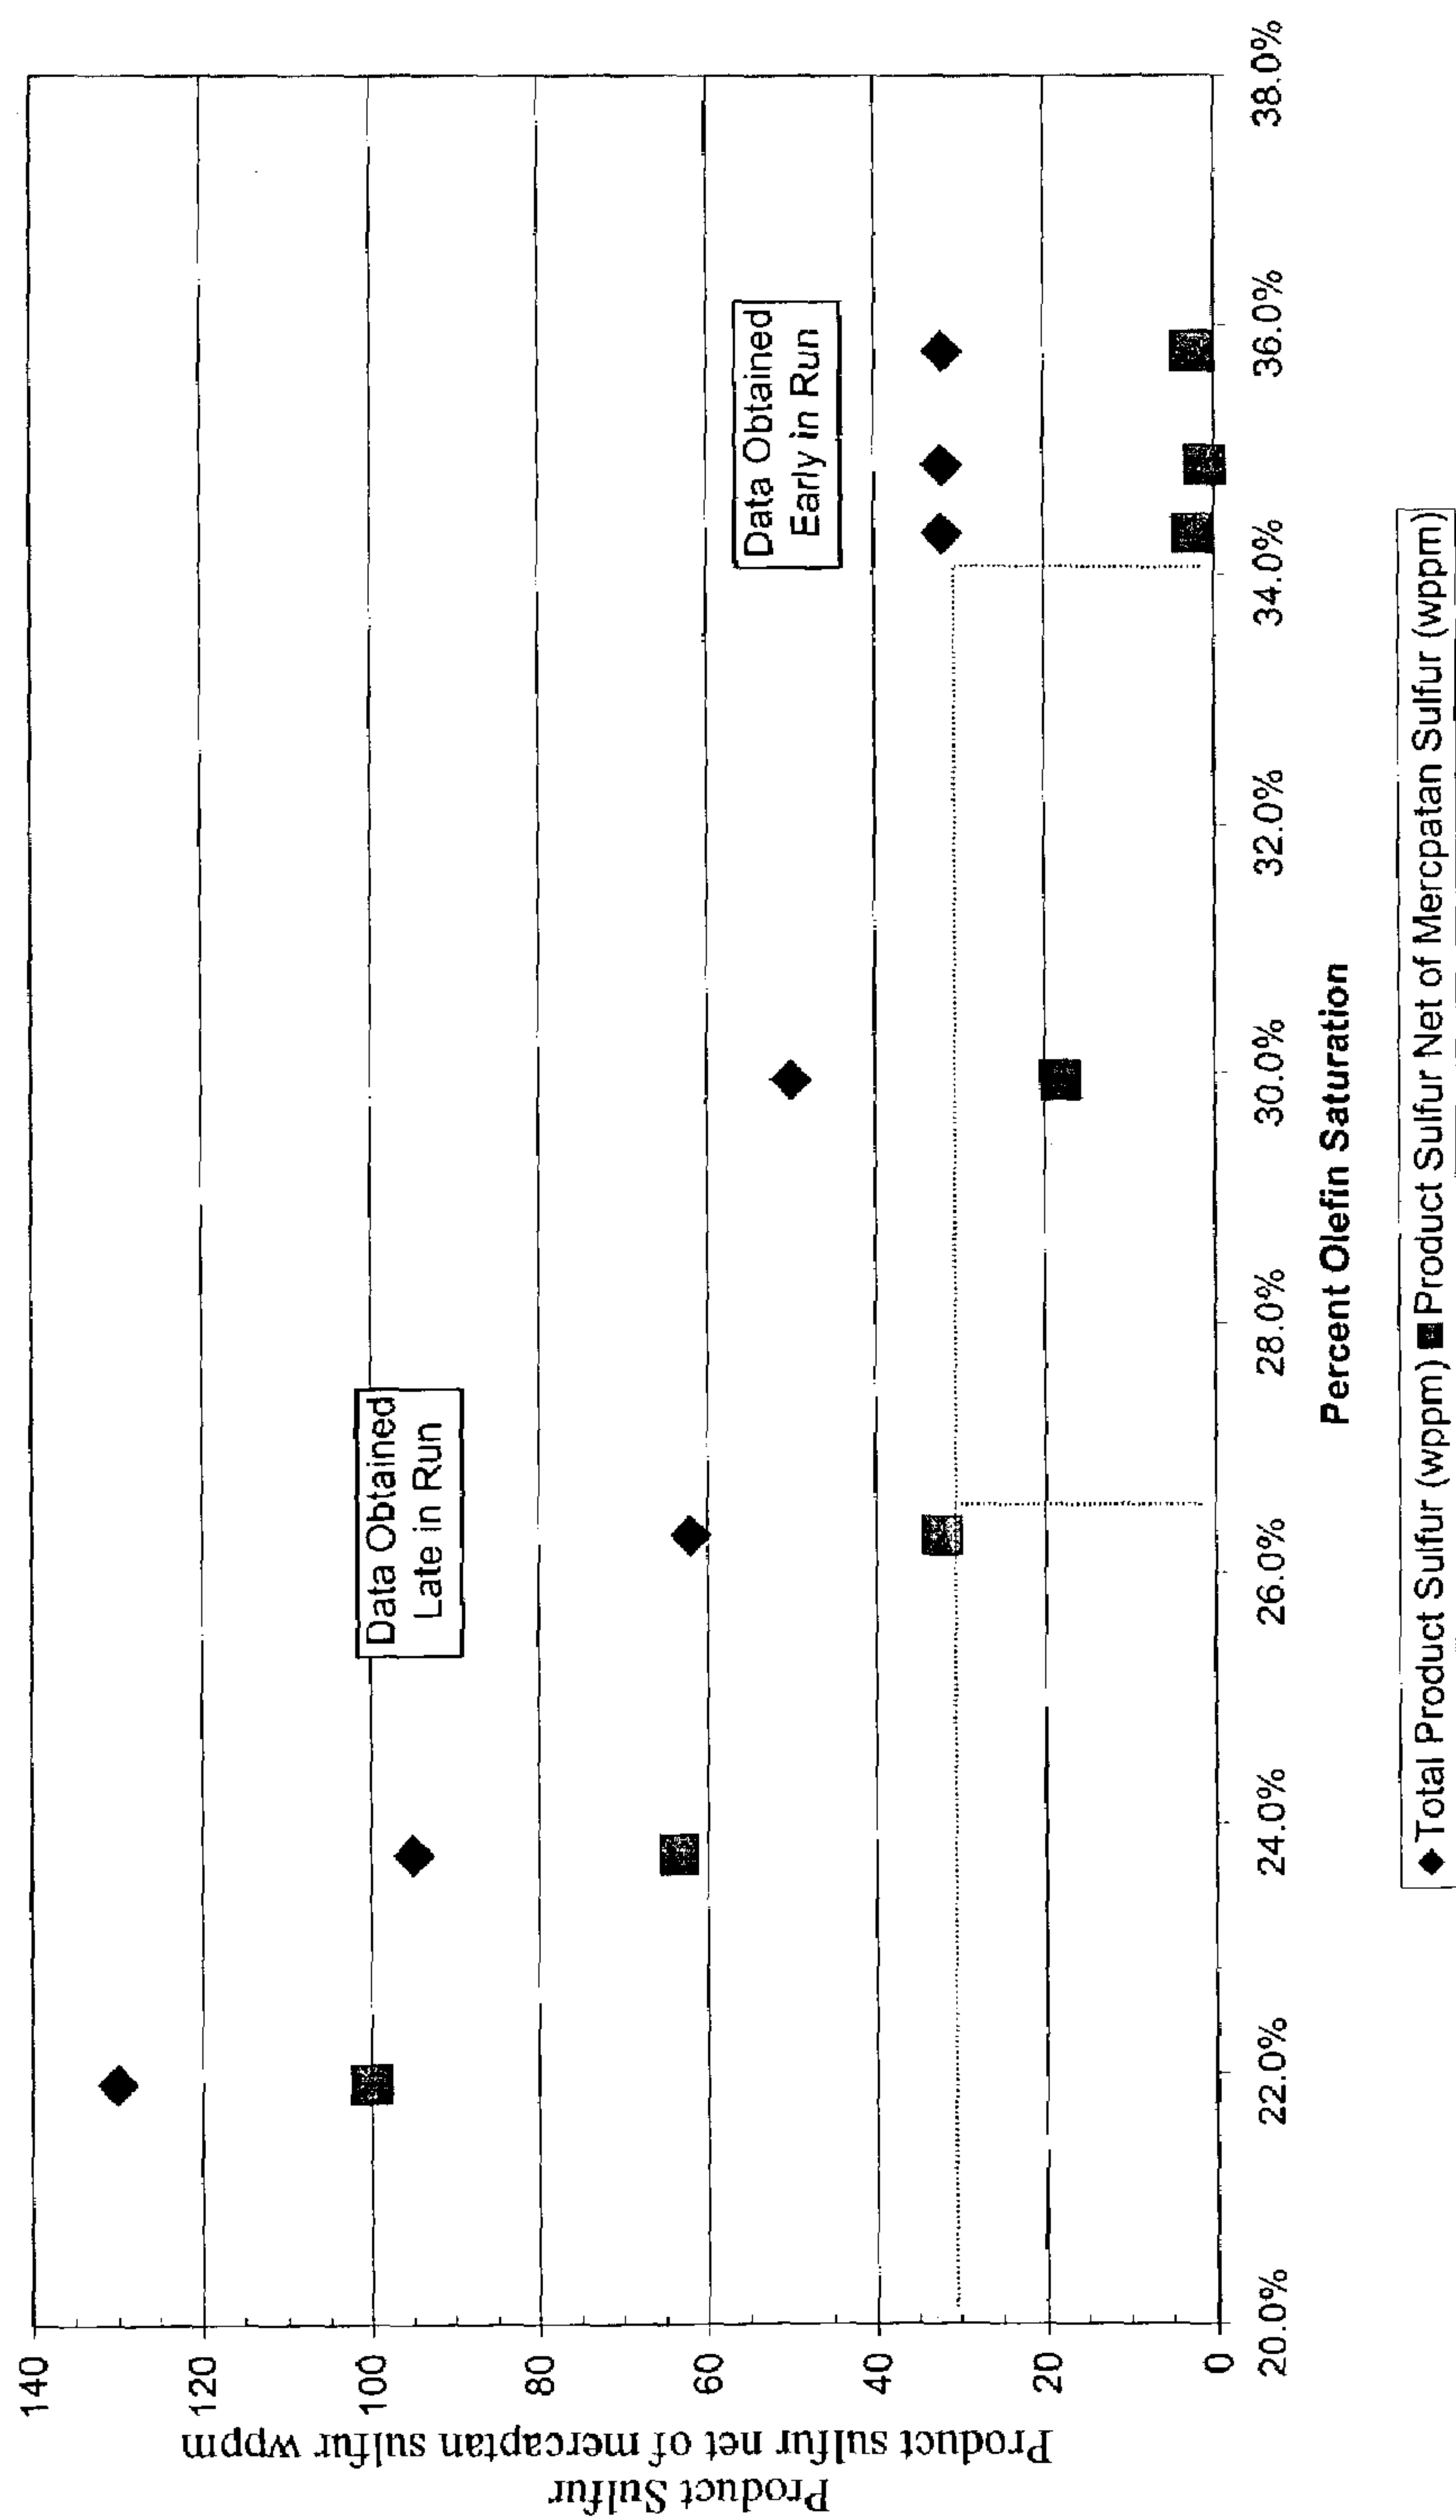 Product Sulfur
Product sulfur net of mercaptan sulfur wppm
140
120
100
80
60
40
20
0
Data Obtained
Late in Run
Data Obtained
Early in Run
20.0%
22.0%
24.0%
26.0%
28.0%
30.0%
32.0%
34.0%
36.0%
38.0%
Percent Olefin Saturation
Total Product Sulfur (wppm) Product Sulfur Net of Mercpatan Sulfur (wppm)